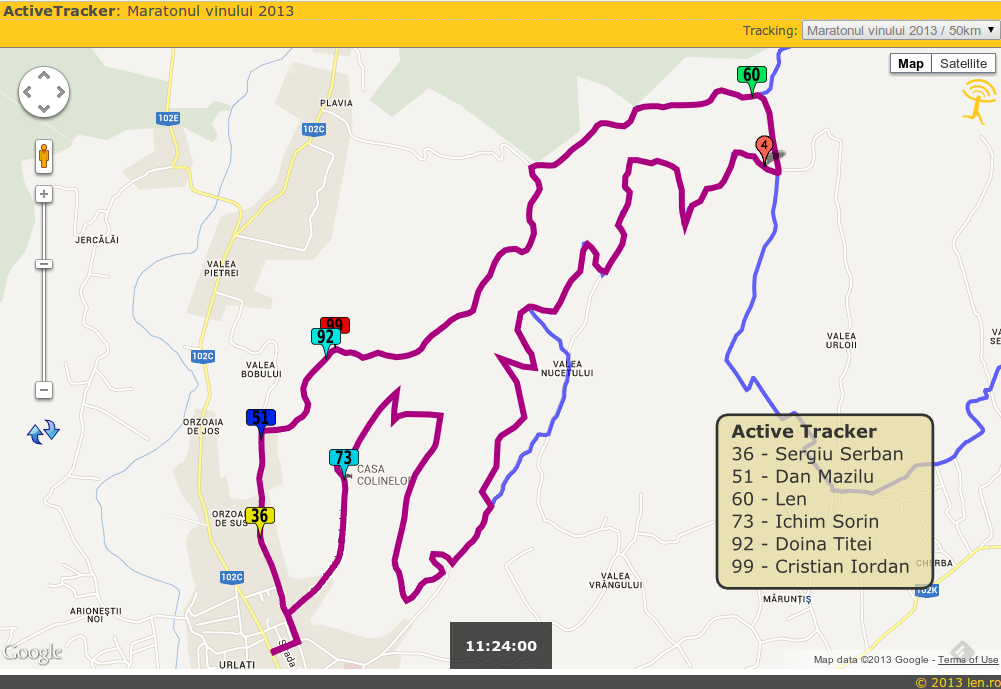 ActiveTracker: Maratonul vinului 2013
Tracking: Maratonul vinului 2013 / 50km
Map Satellite
60
PLAVIA
102E
102C
4
JERCĂLĂI
VALEA
PIETREI
99
92
102C
VALEA
BOBULUI
VALEA
URLOII
VALEA
NUCETULUI
51
ORZOAIA
DE JOS
Active Tracker
36 - Sergiu Serban
51 - Dan Mazilu
60 - Len
73 - Ichim Sorin
92 - Doina Titei
99 - Cristian Iordan
73
CASA
COLINELOR
36
DE SUS
102C
VALEA
VRÂNGULUI
CHERBA
102K
MĂRUNȚIȘ
ARIONEȘTII
NOI
11:24:00
Google
URLATI
Map data ©2013 Google - Terms of Use
© 2013 len.ro